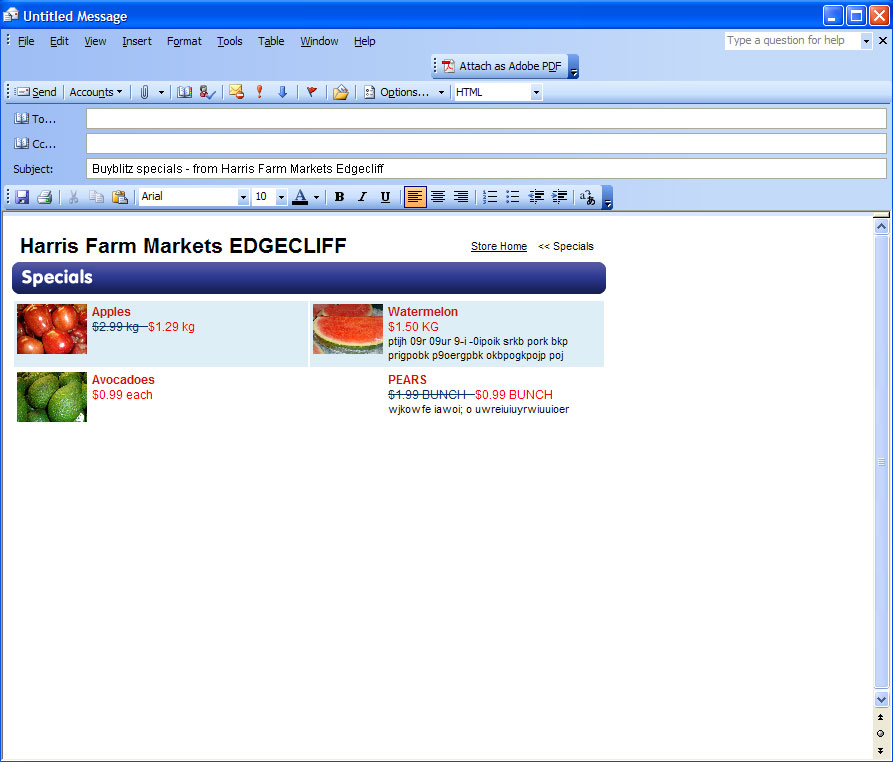 Untitled Message
File Edit View Insert Format Tools Table Window Help Type a question for help
Attach as Adobe PDF
Send Accounts Options... HTML
To...
Cc...
Subject: Buyblitz specials - from Harris Farm Markets Edgecliff
Arial 10 A B I U
Harris Farm Markets EDGECLIFF Store Home << Specials
Specials
Apples
$2.99 kg $1.29 kg
Watermelon
$1.50 KG
ptijh 09r 09ur 9-i -0ipoik srkb pork bkp
prigpobk p9oergpbk okbpogkpojp poj
Avocadoes
$0.99 each
PEARS
$1.99 BUNCH $0.99 BUNCH
wjkowfe iawoi; o uwreiuiuyrwiuuioer